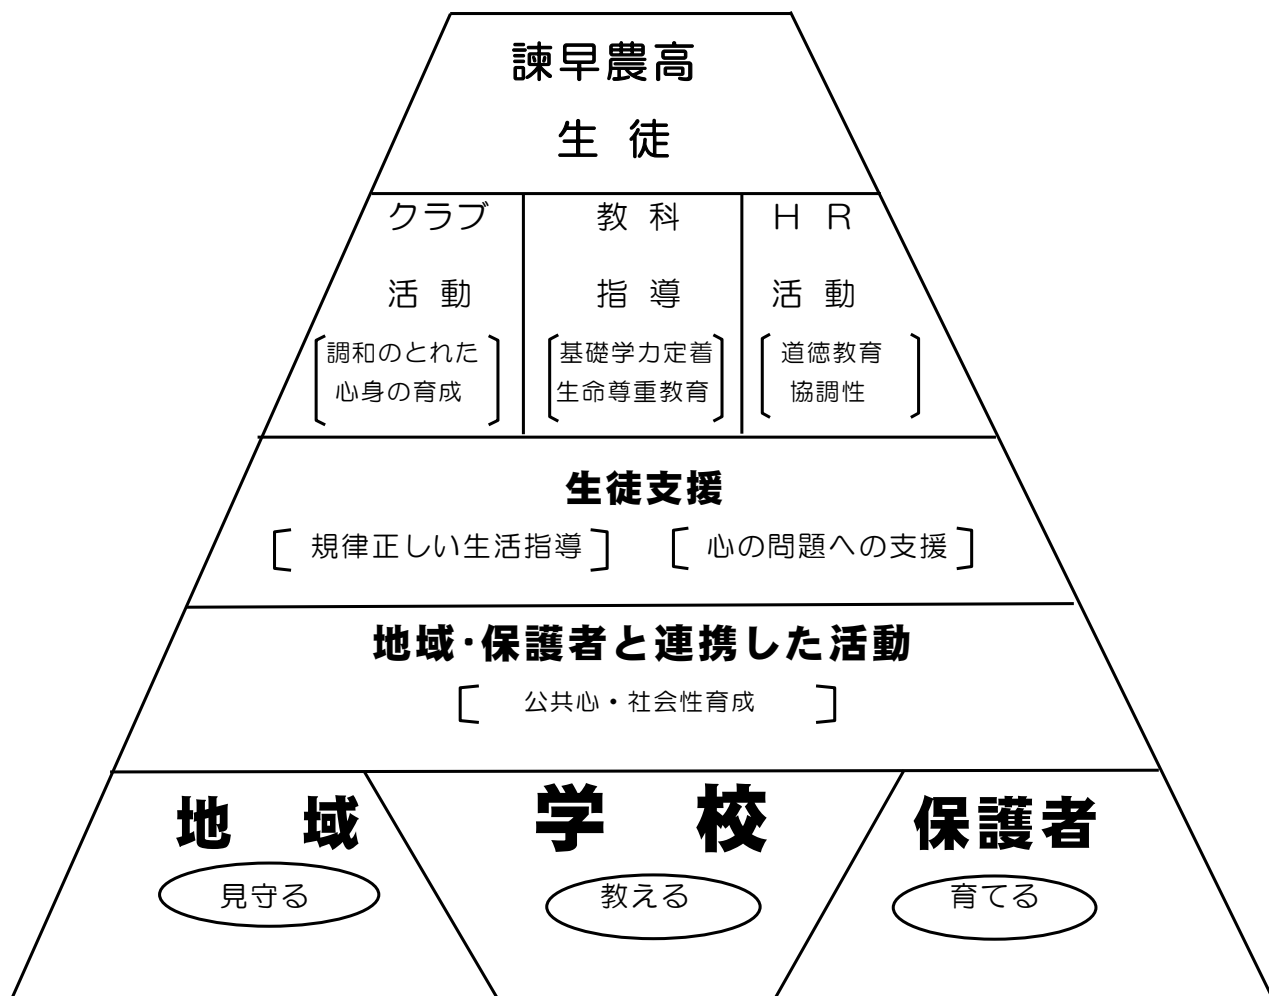 諫早農高
生 徒
クラブ
活 動
調和のとれた
心身の育成
教 科
指 導
基礎学力定着
生命尊重教育
H R
活 動
道徳教育
協調性
生徒支援
規律正しい生活指導
心の問題への支援
地域･保護者と連携した活動
公共心・社会性育成
地 域
見守る
学 校
教える
保護者
育てる